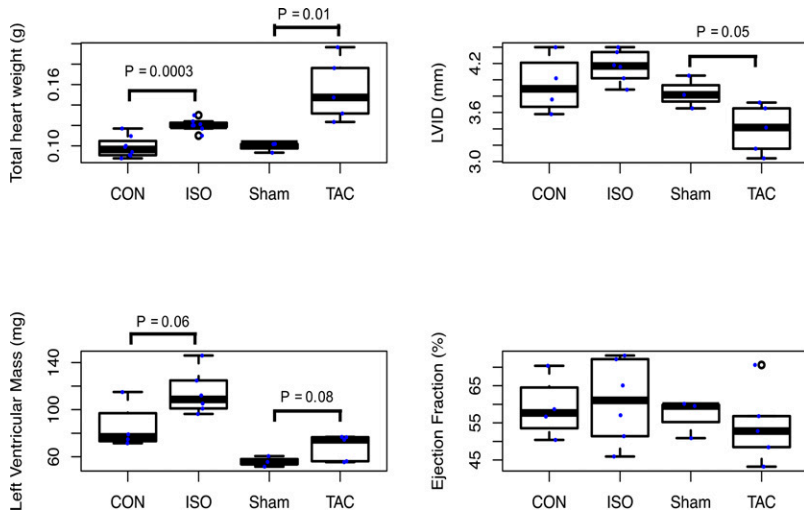 P = 0.01
P = 0.0003
Total heart weight (g)
0.16
0.10
CON ISO Sham TAC
P = 0.05
LVID (mm)
4.2
3.6
3.0
CON ISO Sham TAC
P = 0.06
P = 0.08
Left Ventricular Mass (mg)
140
100
60
CON ISO Sham TAC
Ejection Fraction (%)
65
55
45
CON ISO Sham TAC